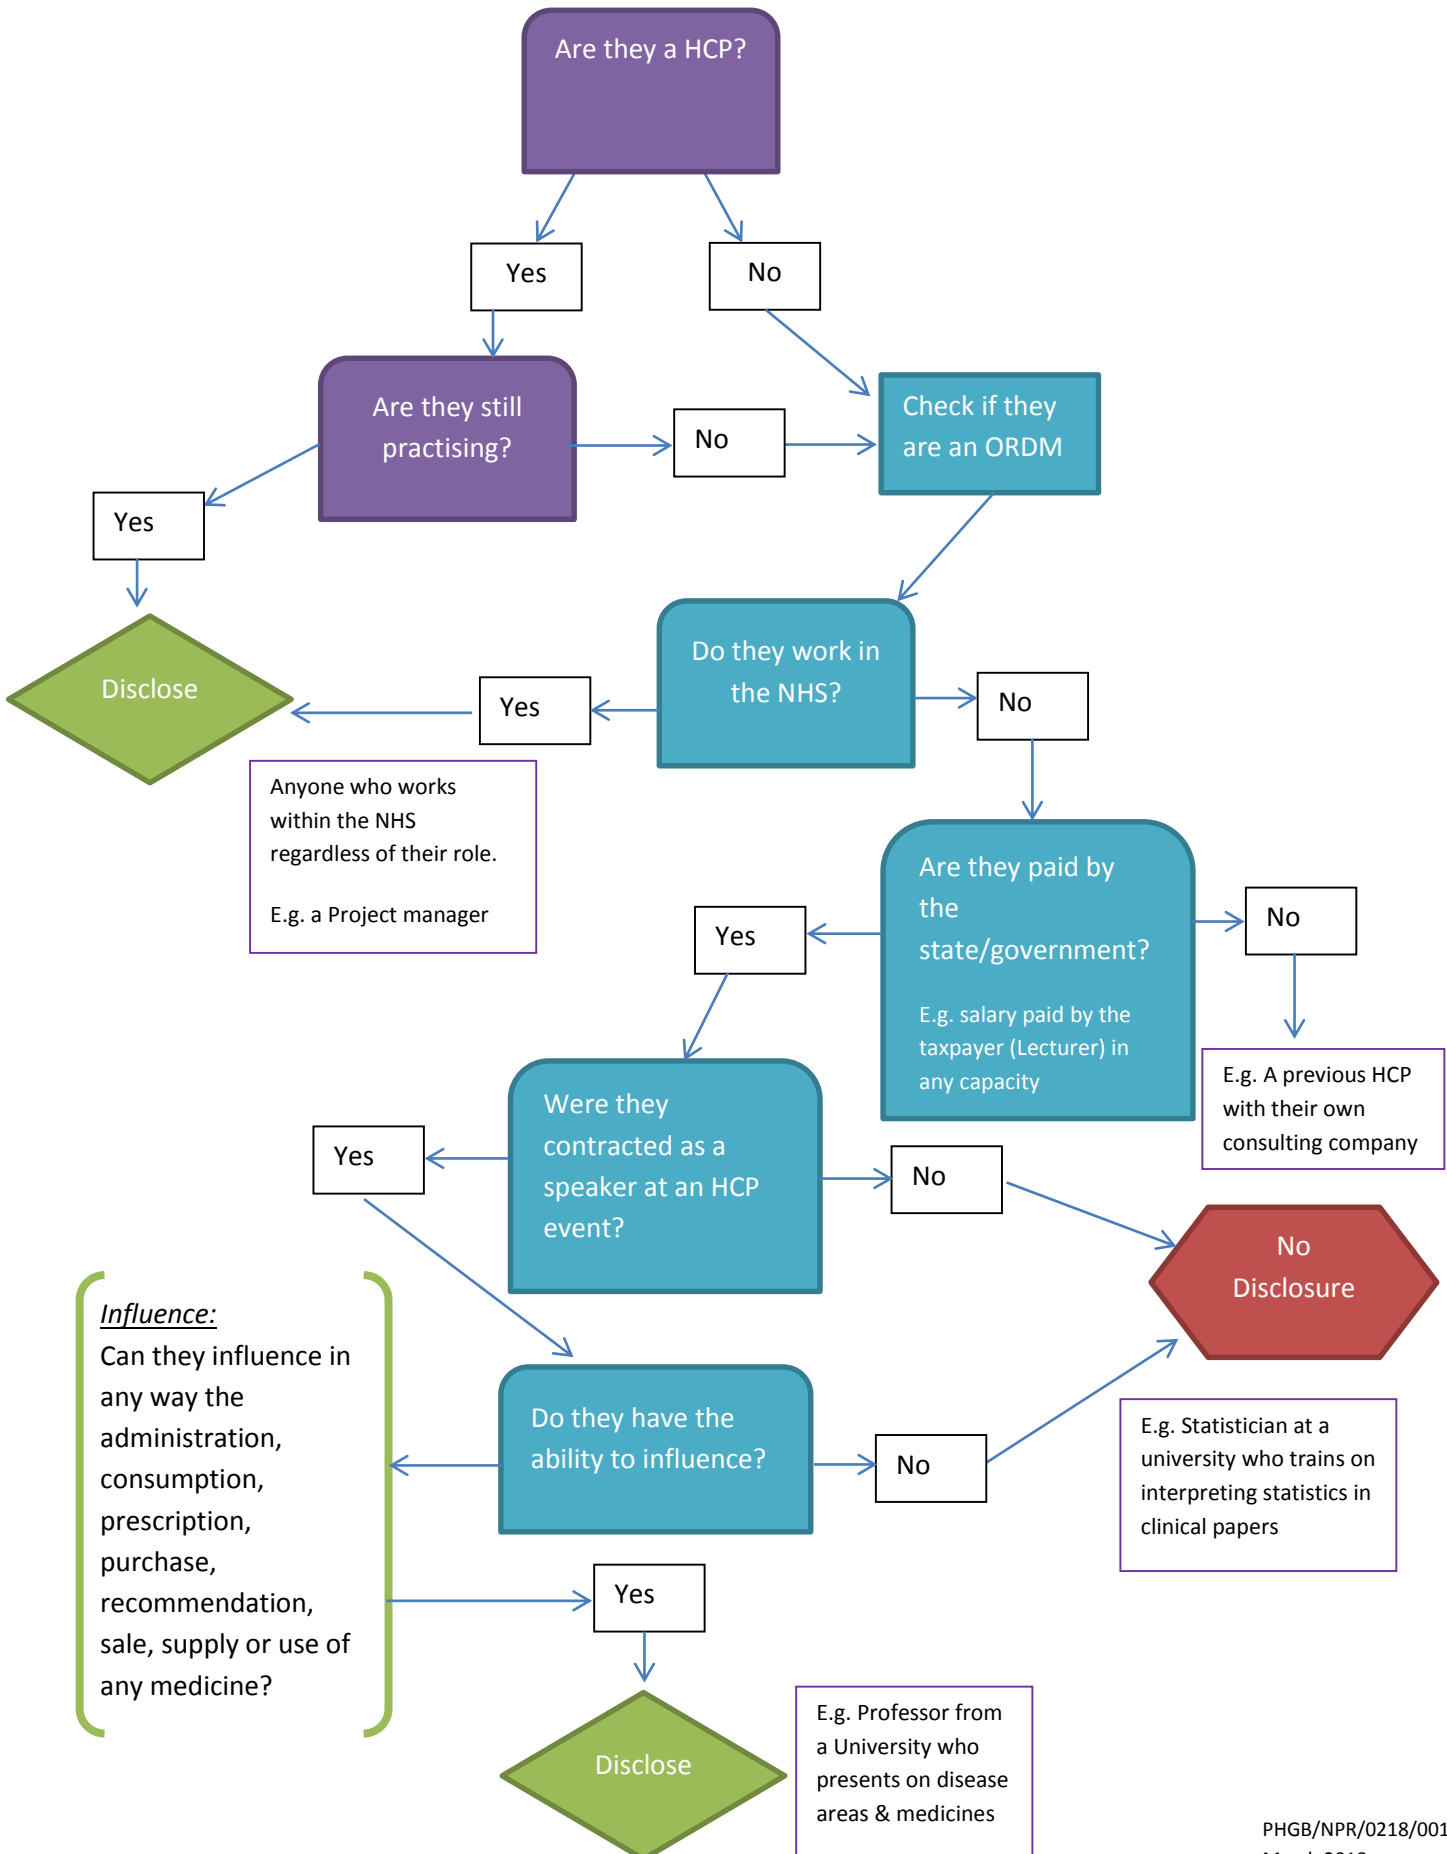 Are they a HCP?
Yes
No
Are they still
practising?
No
Check if they
are an ORDM
Yes
Disclose
Do they work in
the NHS?
Yes
No
Anyone who works
within the NHS
regardless of their role.
E.g. a Project manager
Are they paid by
the
state/government?
E.g. salary paid by the
taxpayer (Lecturer) in
any capacity
Yes
No
E.g. A previous HCP
with their own
consulting company
Were they
contracted as a
speaker at an HCP
event?
Yes
No
No
Disclosure
Influence:
Can they influence in
any way the
administration,
consumption,
prescription,
purchase,
recommendation,
sale, supply or use of
any medicine?
Do they have the
ability to influence?
No
E.g. Statistician at a
university who trains on
interpreting statistics in
clinical papers
Yes
Disclose
E.g. Professor from
a University who
presents on disease
areas & medicines
PHGB/NPR/0218/001